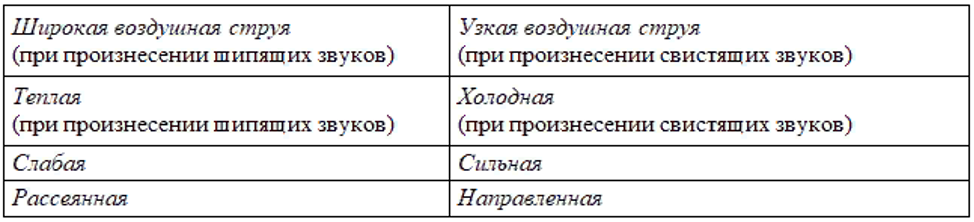 Широкая воздушная струя
(при произнесении шипящих звуков)
Узкая воздушная струя
(при произнесении свистящих звуков)
Теплая
(при произнесении шипящих звуков)
Холодная
(при произнесении свистящих звуков)
Слабая
Сильная
Рассеянная
Направленная